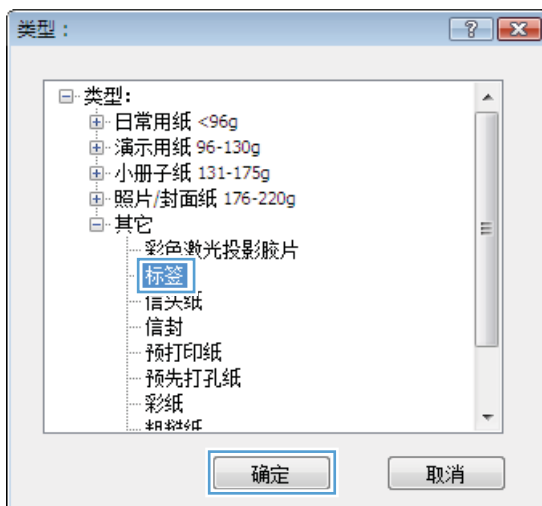 类型：
类型:
日常用纸 <96g
演示用纸 96-130g
小册子纸 131-175g
照片/封面纸 176-220g
其它
彩色激光投影胶片
标签
信头纸
信封
预打印纸
预先打孔纸
彩纸
粗糙纸
确定 取消